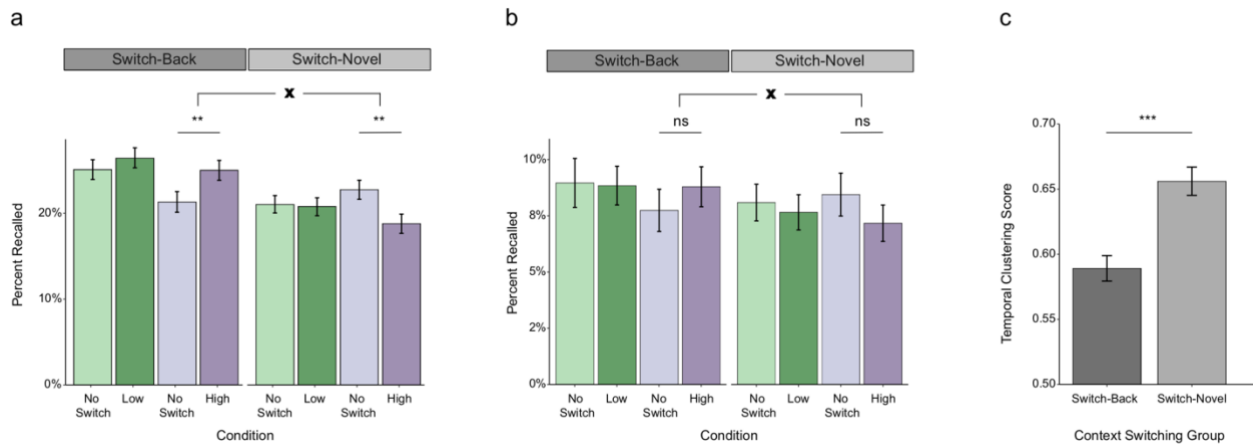 a
Switch-Back Switch-Novel
x
** **
Percent Recalled
20%
10%
0%
No Switch Low No Switch High No Switch Low No Switch High
Condition
b
Switch-Back Switch-Novel
x
ns ns
Percent Recalled
10%
8%
5%
2%
0%
No Switch Low No Switch High No Switch Low No Switch High
Condition
c
***
Temporal Clustering Score
0.70
0.65
0.60
0.55
0.50
Switch-Back Switch-Novel
Context Switching Group